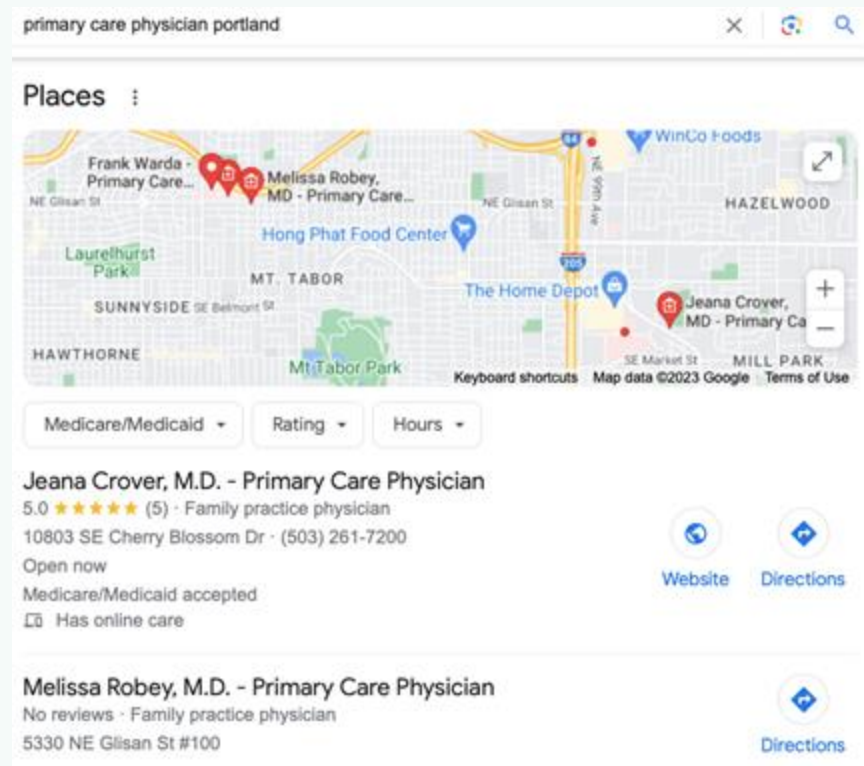 primary care physician portland
Places
WinCo Foods
84
Frank Warda -
Primary Care...
Melissa Robey,
MD - Primary Care...
NE Glisan St
NE Glisan St
NE 99th Ave
HAZELWOOD
Hong Phat Food Center
Laurelhurst
Park
MT. TABOR
205
The Home Depot
SUNNYSIDE
SE Belmont St
Jeana Crover,
MD - Primary Ca
HAWTHORNE
Mt Tabor Park
SE Market St
MILL PARK
Keyboard shortcuts Map data ©2023 Google Terms of Use
Medicare/Medicaid Rating Hours
Jeana Crover, M.D. - Primary Care Physician
5.0 ★★★★★ (5) · Family practice physician
10803 SE Cherry Blossom Dr · (503) 261-7200
Open now
Medicare/Medicaid accepted
Has online care
Website Directions
Melissa Robey, M.D. - Primary Care Physician
No reviews · Family practice physician
5330 NE Glisan St #100
Directions